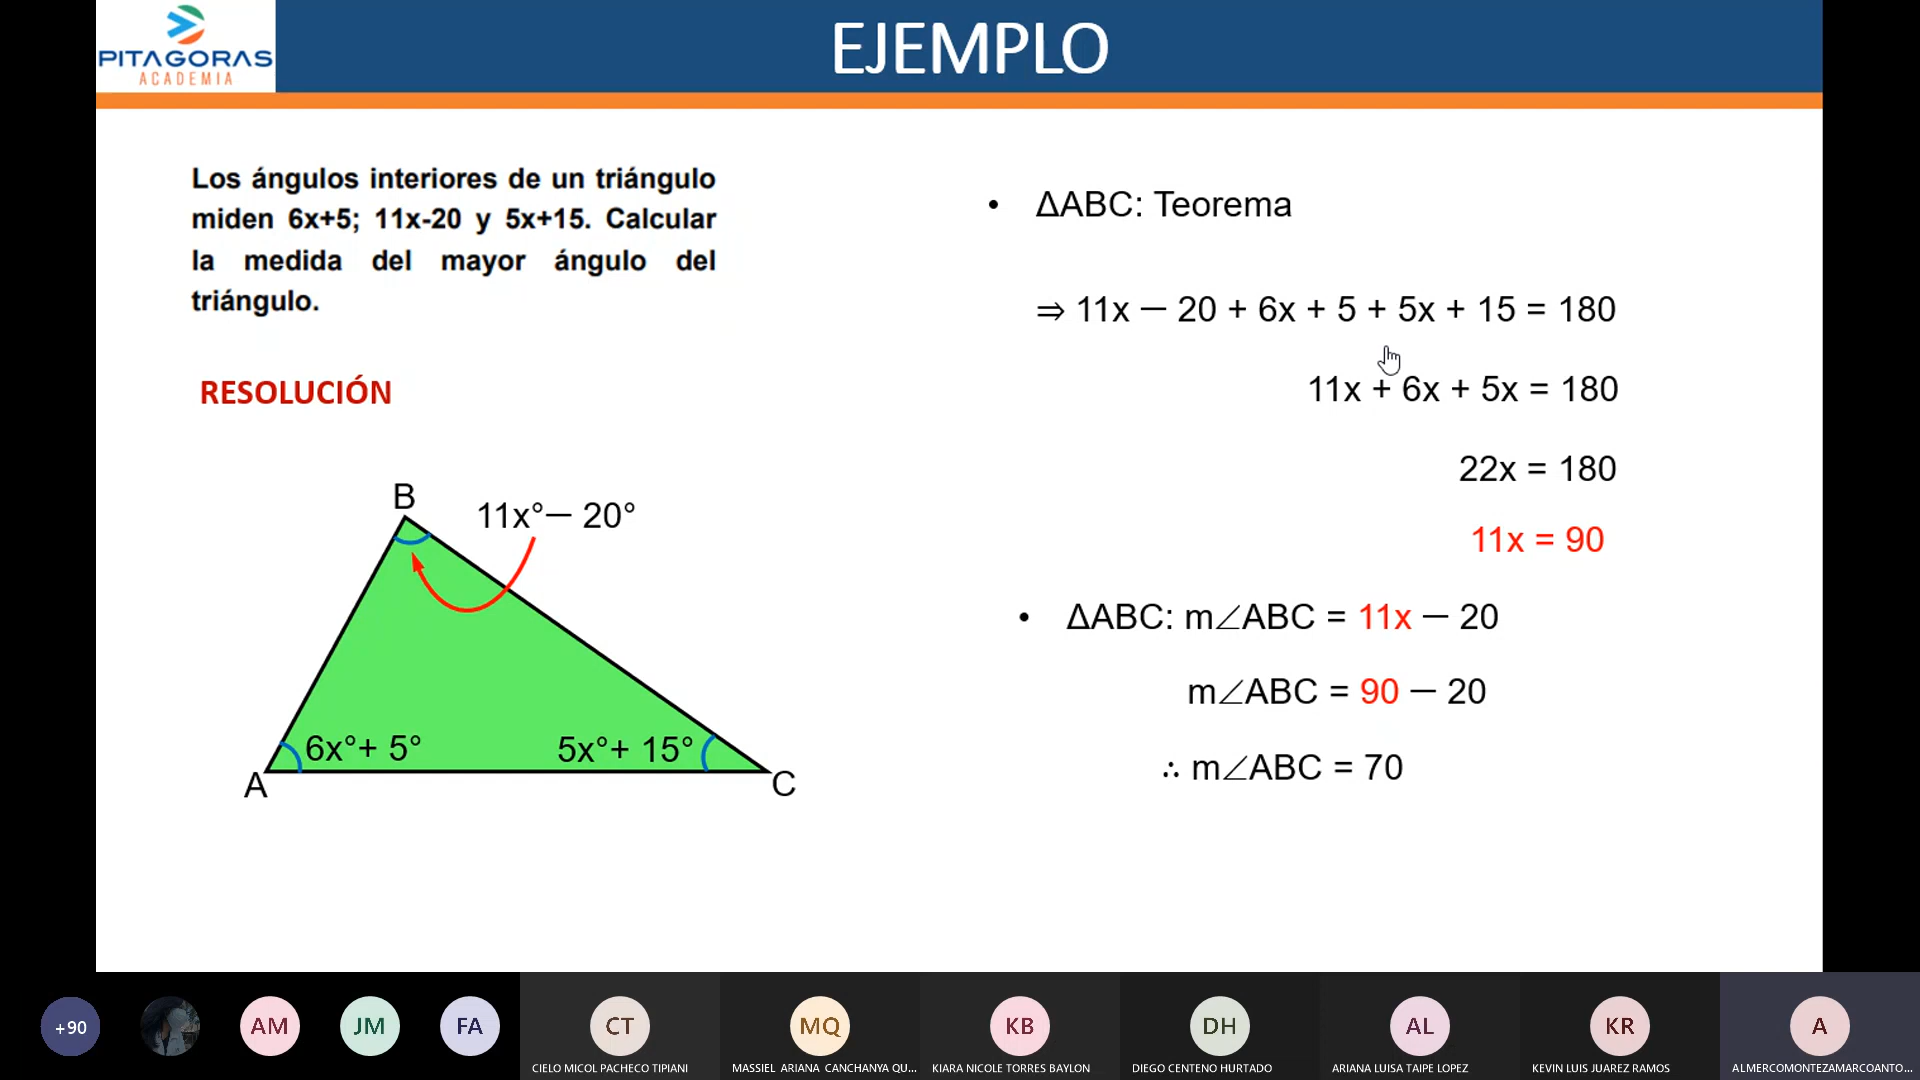 PITAGORAS
ACADEMIA
EJEMPLO
Los ángulos interiores de un triángulo
miden 6x+5; 11x-20 y 5x+15. Calcular
la medida del mayor ángulo del
triángulo.
RESOLUCIÓN
B
11x°— 20°
6x°+ 5°
5x°+ 15°
A
C
• ΔABC: Teorema
⇒ 11x — 20 + 6x + 5 + 5x + 15 = 180
11x + 6x + 5x = 180
22x = 180
11x = 90
• ΔABC: m∠ABC = 11x — 20
m∠ABC = 90 — 20
∴ m∠ABC = 70
+90
AM
JM
FA
CT
MQ
KB
DH
AL
KR
A
CIELO MICOL PACHECO TIPIANI
MASSIEL ARIANA CANCHANYA QU...
KIARA NICOLE TORRES BAYLON
DIEGO CENTENO HURTADO
ARIANA LUISA TAIPE LOPEZ
KEVIN LUIS JUAREZ RAMOS
ALMERCOMONTEZAMARCOANTO...